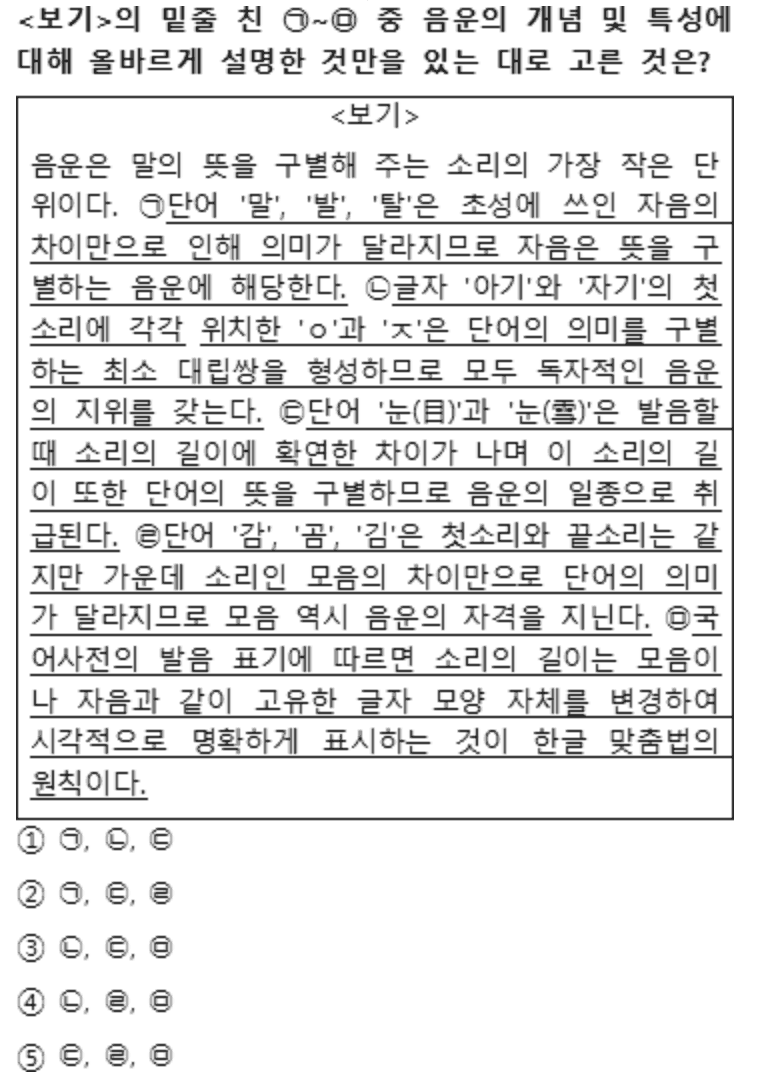 <보기>의 밑줄 친 ㉠~㉤ 중 음운의 개념 및 특성에
대해 올바르게 설명한 것만을 있는 대로 고른 것은?
<보기>
음운은 말의 뜻을 구별해 주는 소리의 가장 작은 단
위이다. ㉠단어 '말', '발', '탈'은 초성에 쓰인 자음의
차이만으로 인해 의미가 달라지므로 자음은 뜻을 구
별하는 음운에 해당한다. ㉡글자 '아기'와 '자기'의 첫
소리에 각각 위치한 'ㅇ'과 'ㅈ'은 단어의 의미를 구별
하는 최소 대립쌍을 형성하므로 모두 독자적인 음운
의 지위를 갖는다. ㉢단어 '눈(目)'과 '눈(雪)'은 발음할
때 소리의 길이에 확연한 차이가 나며 이 소리의 길
이 또한 단어의 뜻을 구별하므로 음운의 일종으로 취
급된다. ㉣단어 '감', '곰', '김'은 첫소리와 끝소리는 같
지만 가운데 소리인 모음의 차이만으로 단어의 의미
가 달라지므로 모음 역시 음운의 자격을 지닌다. ㉤국
어사전의 발음 표기에 따르면 소리의 길이는 모음이
나 자음과 같이 고유한 글자 모양 자체를 변경하여
시각적으로 명확하게 표시하는 것이 한글 맞춤법의
원칙이다.
① ㉠, ㉡, ㉢
② ㉠, ㉢, ㉣
③ ㉡, ㉢, ㉤
④ ㉡, ㉣, ㉤
⑤ ㉢, ㉣, ㉤